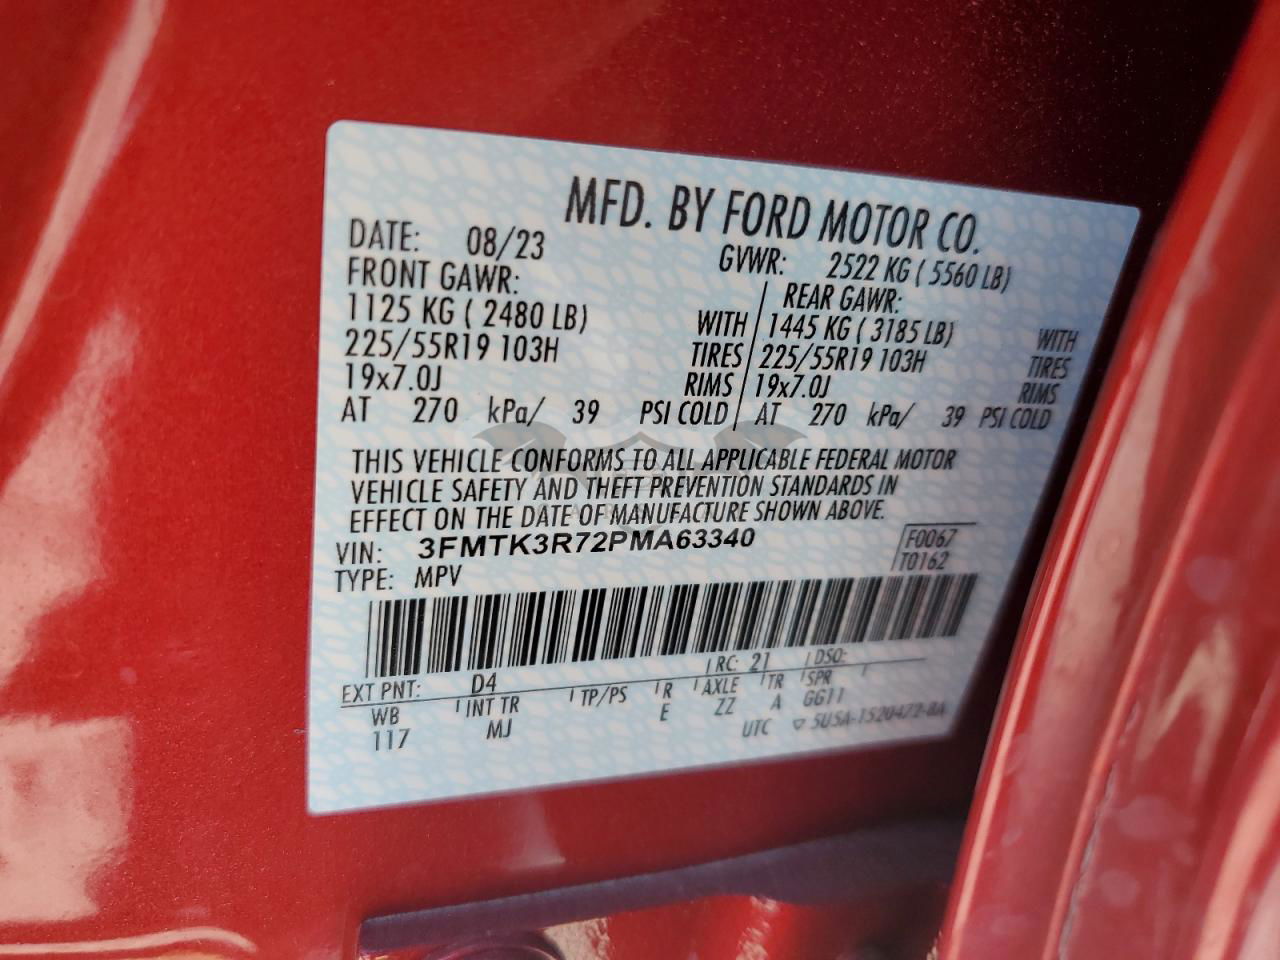 MFD. BY FORD MOTOR CO.
DATE: 08/23 GVWR: 2522 KG ( 5560 LB)
FRONT GAWR: REAR GAWR:
1125 KG ( 2480 LB) WITH 1445 KG ( 3185 LB) WITH
225/55R19 103H TIRES 225/55R19 103H TIRES
19x7.0J RIMS 19x7.0J RIMS
AT 270 kPa/ 39 PSI COLD AT 270 kPa/ 39 PSI COLD
THIS VEHICLE CONFORMS TO ALL APPLICABLE FEDERAL MOTOR
VEHICLE SAFETY AND THEFT PREVENTION STANDARDS IN
EFFECT ON THE DATE OF MANUFACTURE SHOWN ABOVE.
VIN: 3FMTK3R72PMA63340 F0067
TYPE: MPV T0162
EXT PNT: D4 RC: 21 DSO:
WB INT TR TP/PS R AXLE TR SPR
117 MJ E ZZ A GG11
UTC ▽ 5U5A-1520472-BA